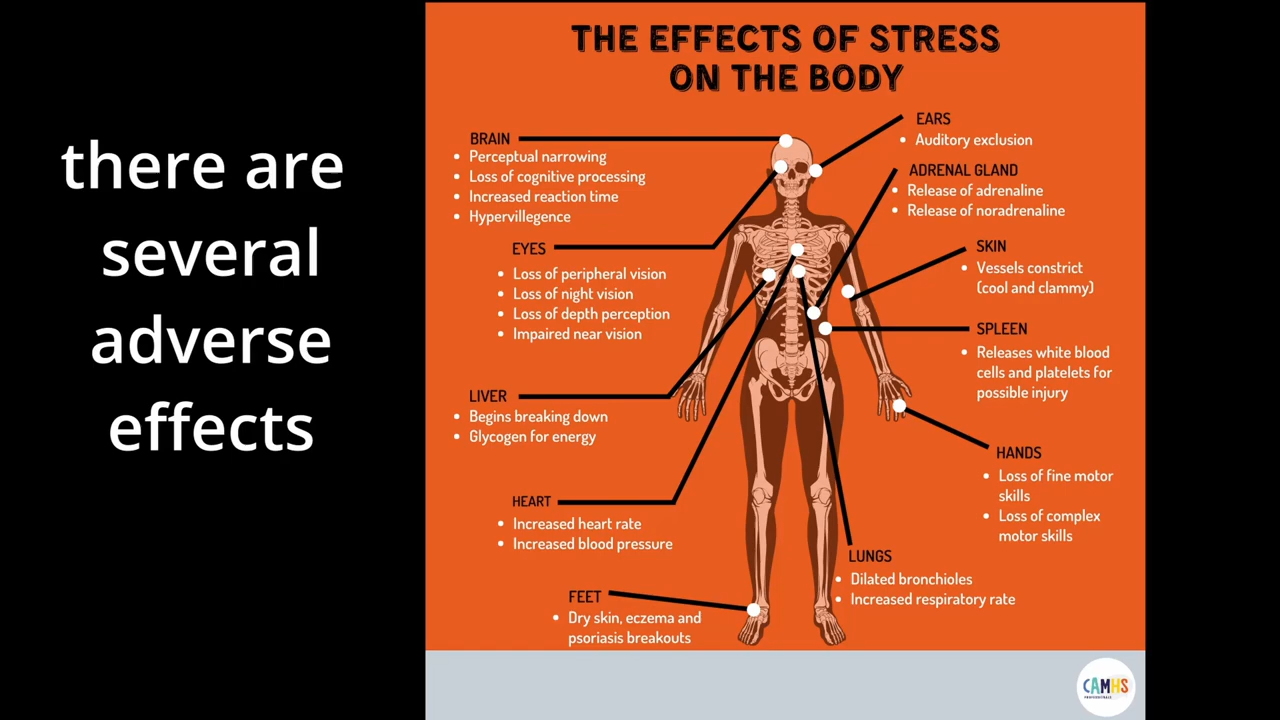 there are
several
adverse
effects
THE EFFECTS OF STRESS
ON THE BODY
BRAIN
• Perceptual narrowing
• Loss of cognitive processing
• Increased reaction time
• Hypervillegence
EYES
• Loss of peripheral vision
• Loss of night vision
• Loss of depth perception
• Impaired near vision
LIVER
• Begins breaking down
• Glycogen for energy
HEART
• Increased heart rate
• Increased blood pressure
FEET
• Dry skin, eczema and
psoriasis breakouts
EARS
• Auditory exclusion
ADRENAL GLAND
• Release of adrenaline
• Release of noradrenaline
SKIN
• Vessels constrict
(cool and clammy)
SPLEEN
• Releases white blood
cells and platelets for
possible injury
HANDS
• Loss of fine motor
skills
• Loss of complex
motor skills
LUNGS
• Dilated bronchioles
• Increased respiratory rate
CAMHS
PROFESSIONALS